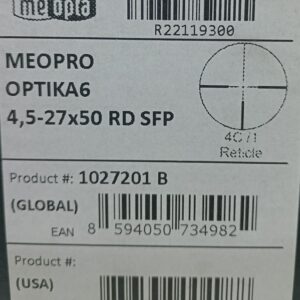 meopta
R22119300
MEOPRO
OPTIKA6
4,5-27x50 RD SFP
4C /1
Reticle
Product #: 1027201 B
(GLOBAL)
EAN 8 594050 734982
Product #:
(USA)